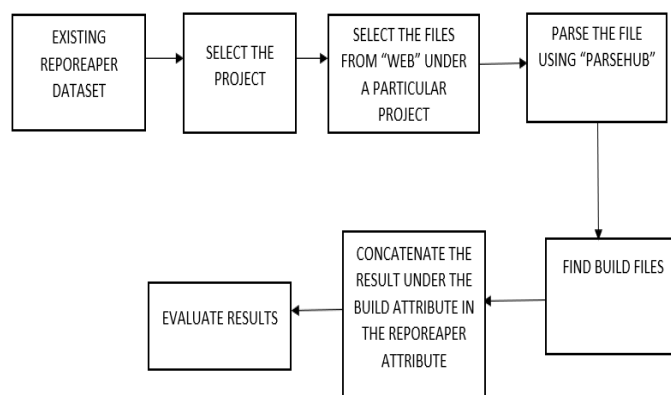 EXISTING
REPOREAPER
DATASET
SELECT THE
PROJECT
SELECT THE FILES
FROM “WEB” UNDER
A PARTICULAR
PROJECT
PARSE THE FILE
USING “PARSEHUB”
FIND BUILD FILES
CONCATENATE THE
RESULT UNDER THE
BUILD ATTRIBUTE IN
THE REPOREAPER
ATTRIBUTE
EVALUATE RESULTS